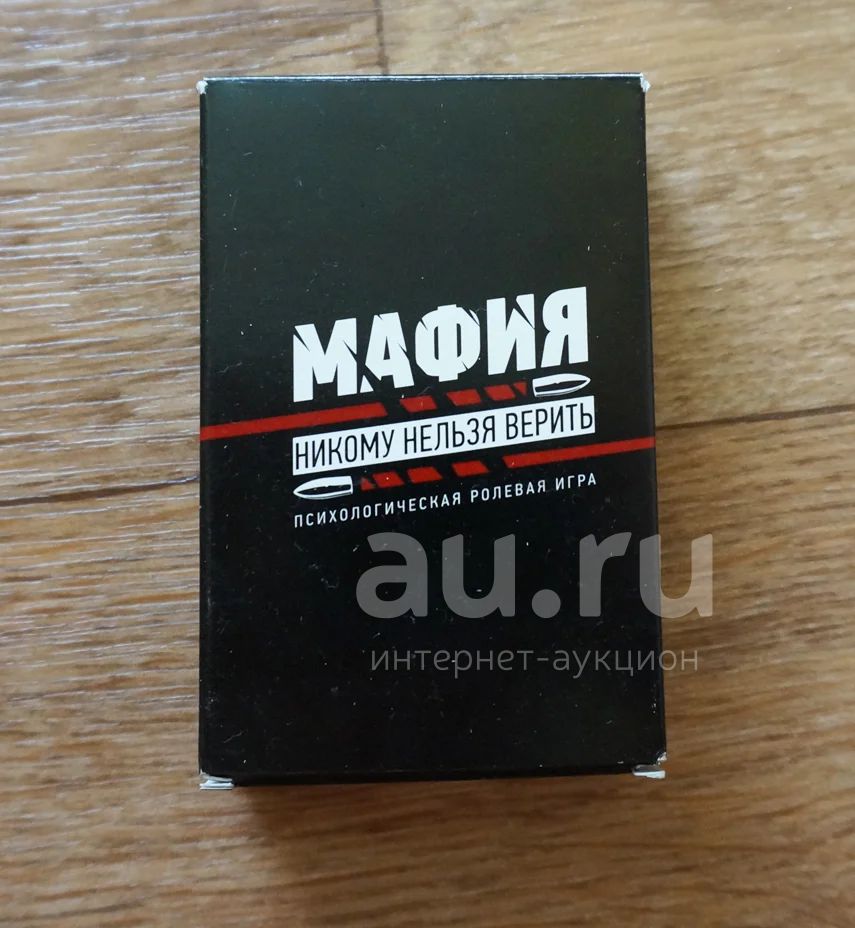 МАФИЯ
НИКОМУ НЕЛЬЗЯ ВЕРИТЬ
ПСИХОЛОГИЧЕСКАЯ РОЛЕВАЯ ИГРА
au.ru
интернет-аукцион